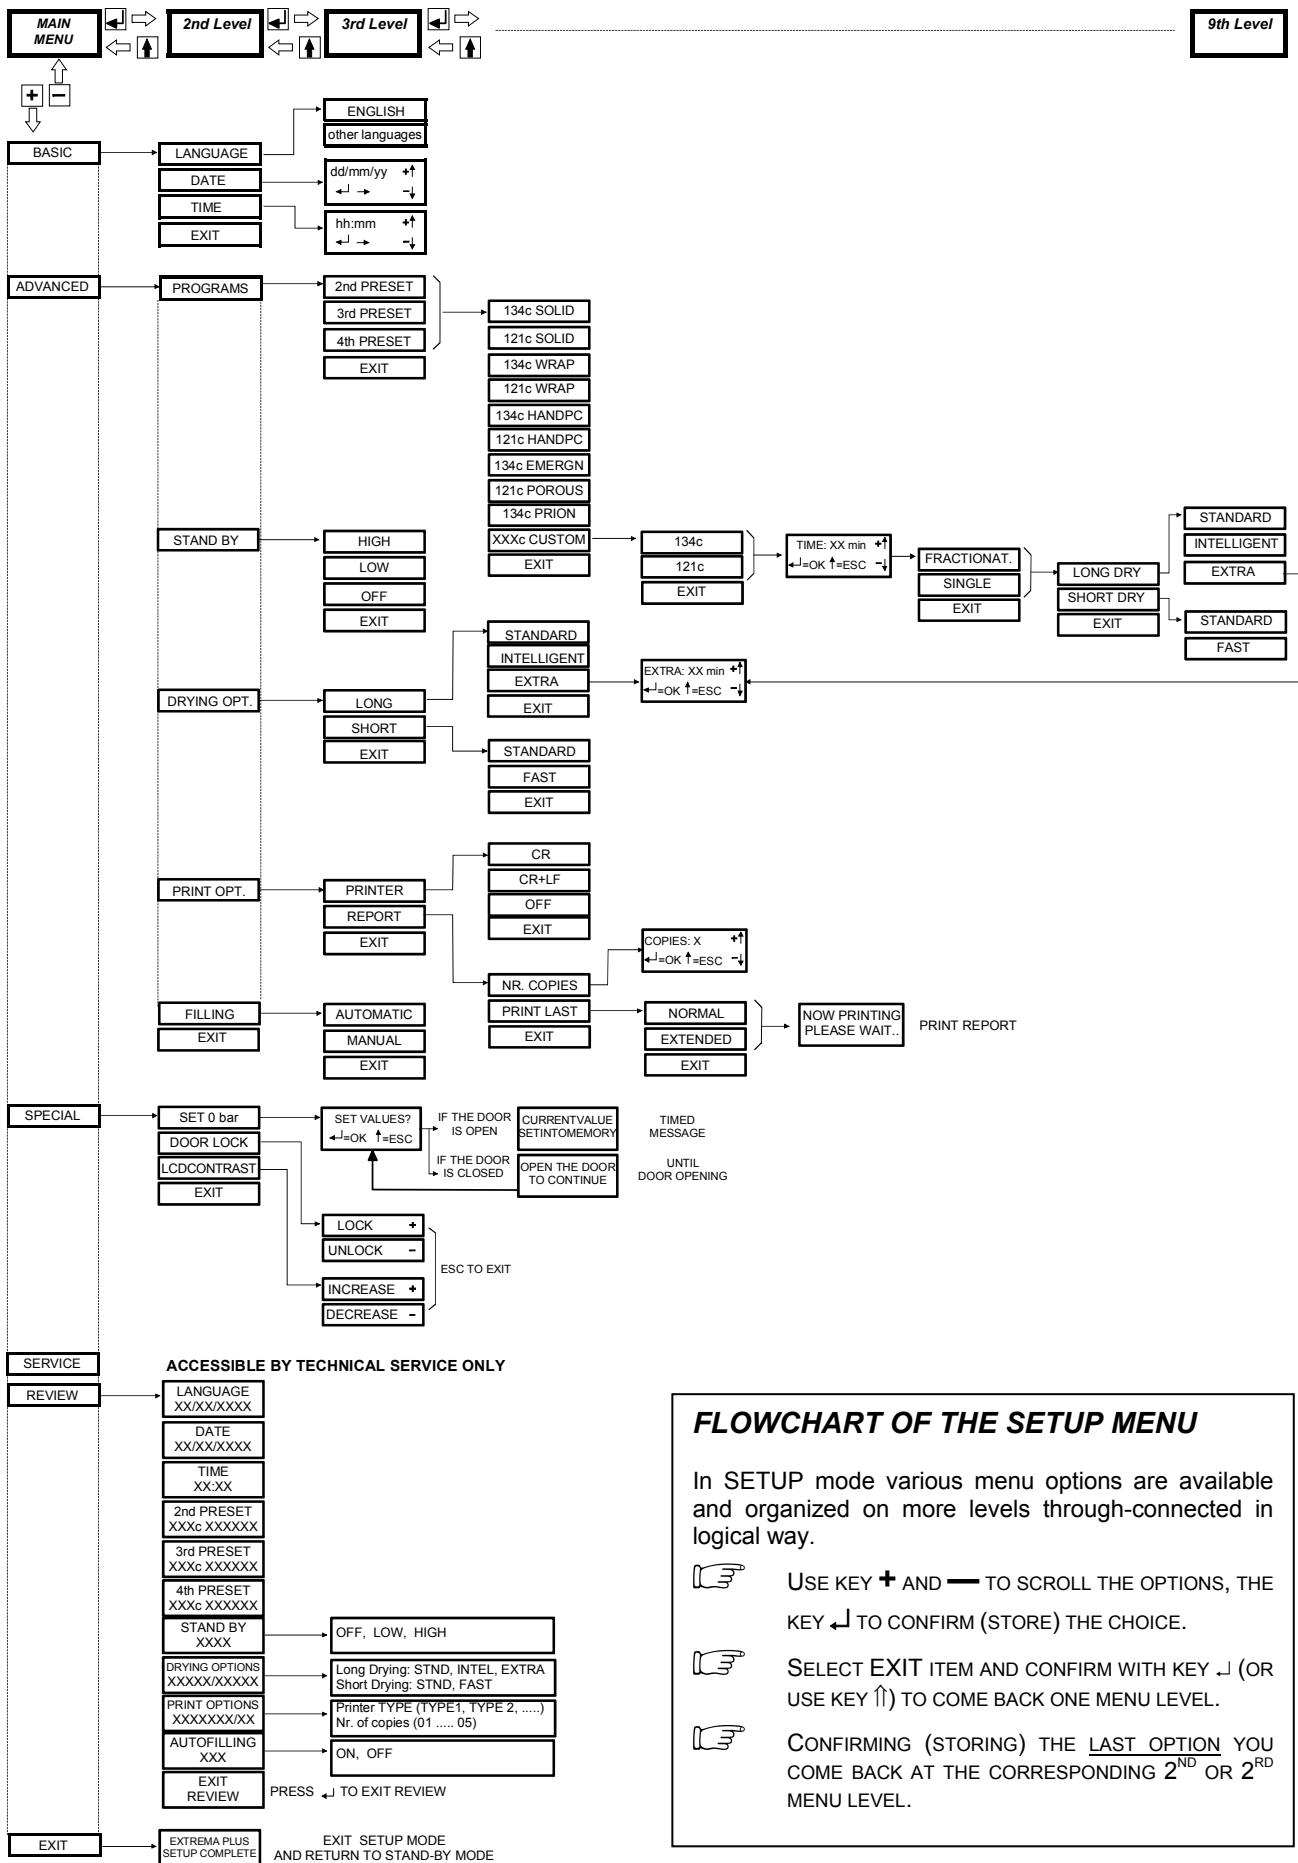 MAIN
MENU
2nd Level
3rd Level
9th Level
+ −
BASIC
LANGUAGE
DATE
TIME
EXIT
ENGLISH
other languages
dd/mm/yy +↑
↵ → −↓
hh:mm +↑
↵ → −↓
ADVANCED
PROGRAMS
2nd PRESET
3rd PRESET
4th PRESET
EXIT
134c SOLID
121c SOLID
134c WRAP
121c WRAP
134c HANDPC
121c HANDPC
134c EMERGN
121c POROUS
134c PRION
XXXc CUSTOM
EXIT
134c
121c
EXIT
TIME: XX min +↑
↵=OK ↑=ESC −↓
FRACTIONAT.
SINGLE
EXIT
LONG DRY
SHORT DRY
EXIT
STANDARD
INTELLIGENT
EXTRA
STANDARD
FAST
STAND BY
HIGH
LOW
OFF
EXIT
DRYING OPT.
LONG
SHORT
EXIT
STANDARD
INTELLIGENT
EXTRA
EXIT
EXTRA: XX min +↑
↵=OK ↑=ESC −↓
STANDARD
FAST
EXIT
PRINT OPT.
PRINTER
REPORT
EXIT
CR
CR+LF
OFF
EXIT
COPIES: X +↑
↵=OK ↑=ESC −↓
NR. COPIES
PRINT LAST
EXIT
NORMAL
EXTENDED
EXIT
NOW PRINTING
PLEASE WAIT..
PRINT REPORT
FILLING
EXIT
AUTOMATIC
MANUAL
EXIT
SPECIAL
SET 0 bar
DOOR LOCK
LCDCONTRAST
EXIT
SET VALUES?
↵=OK ↑=ESC
IF THE DOOR
IS OPEN
CURRENTVALUE
SETINTOMEMORY
TIMED
MESSAGE
IF THE DOOR
IS CLOSED
OPEN THE DOOR
TO CONTINUE
UNTIL
DOOR OPENING
LOCK +
UNLOCK −
INCREASE +
DECREASE −
ESC TO EXIT
SERVICE
ACCESSIBLE BY TECHNICAL SERVICE ONLY
REVIEW
LANGUAGE
XX/XX/XXXX
DATE
XX/XX/XXXX
TIME
XX:XX
2nd PRESET
XXXc XXXXXX
3rd PRESET
XXXc XXXXXX
4th PRESET
XXXc XXXXXX
STAND BY
XXXX
OFF, LOW, HIGH
DRYING OPTIONS
XXXXX/XXXXX
Long Drying: STND, INTEL, EXTRA
Short Drying: STND, FAST
PRINT OPTIONS
XXXXXXX/XX
Printer TYPE (TYPE1, TYPE 2, .....)
Nr. of copies (01 ..... 05)
AUTOFILLING
XXX
ON, OFF
EXIT
REVIEW
PRESS ↵ TO EXIT REVIEW
EXIT
EXTREMA PLUS
SETUP COMPLETE
EXIT SETUP MODE
AND RETURN TO STAND-BY MODE
FLOWCHART OF THE SETUP MENU
In SETUP mode various menu options are available
and organized on more levels through-connected in
logical way.
USE KEY + AND — TO SCROLL THE OPTIONS, THE
KEY ↵ TO CONFIRM (STORE) THE CHOICE.
SELECT EXIT ITEM AND CONFIRM WITH KEY ↵ (OR
USE KEY ⇑) TO COME BACK ONE MENU LEVEL.
CONFIRMING (STORING) THE LAST OPTION YOU
COME BACK AT THE CORRESPONDING 2ND OR 2RD
MENU LEVEL.